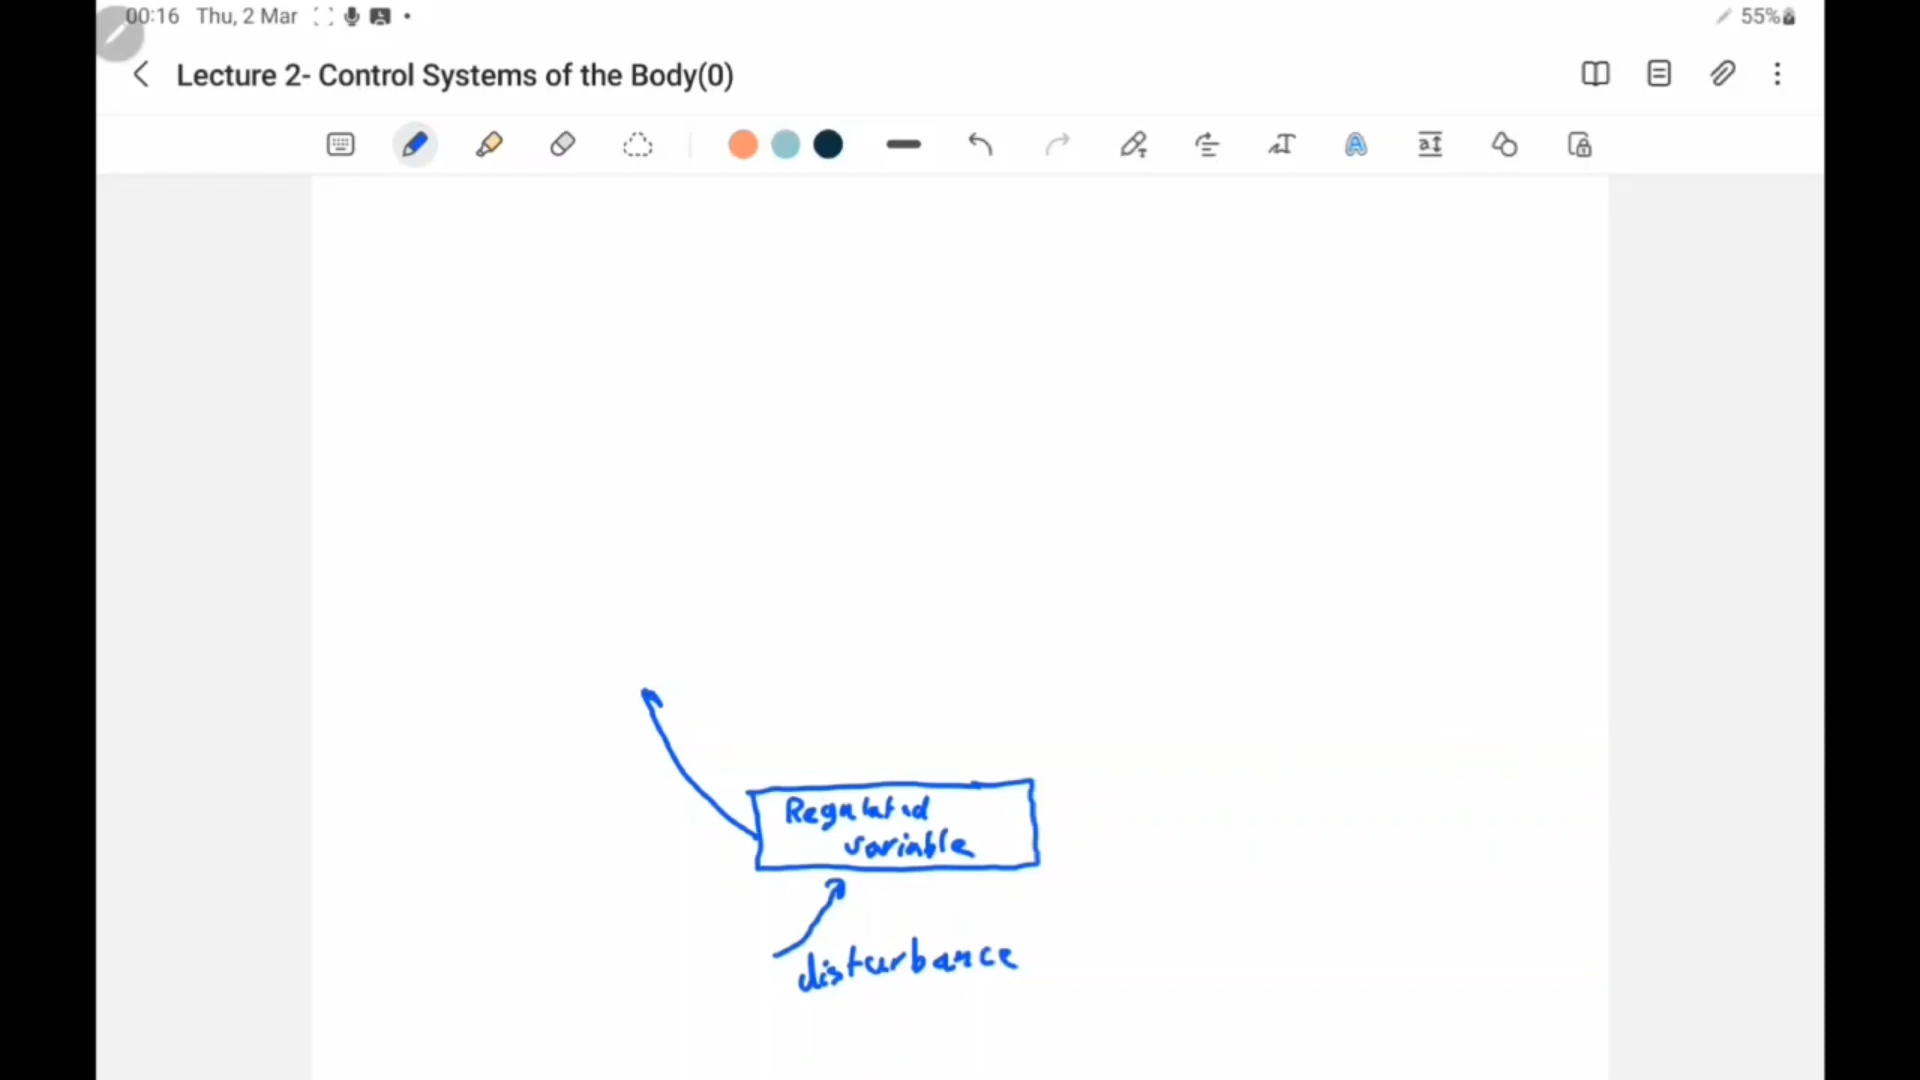 00:16 Thu, 2 Mar
55%
Lecture 2- Control Systems of the Body(0)
Regulated
variable
disturbance